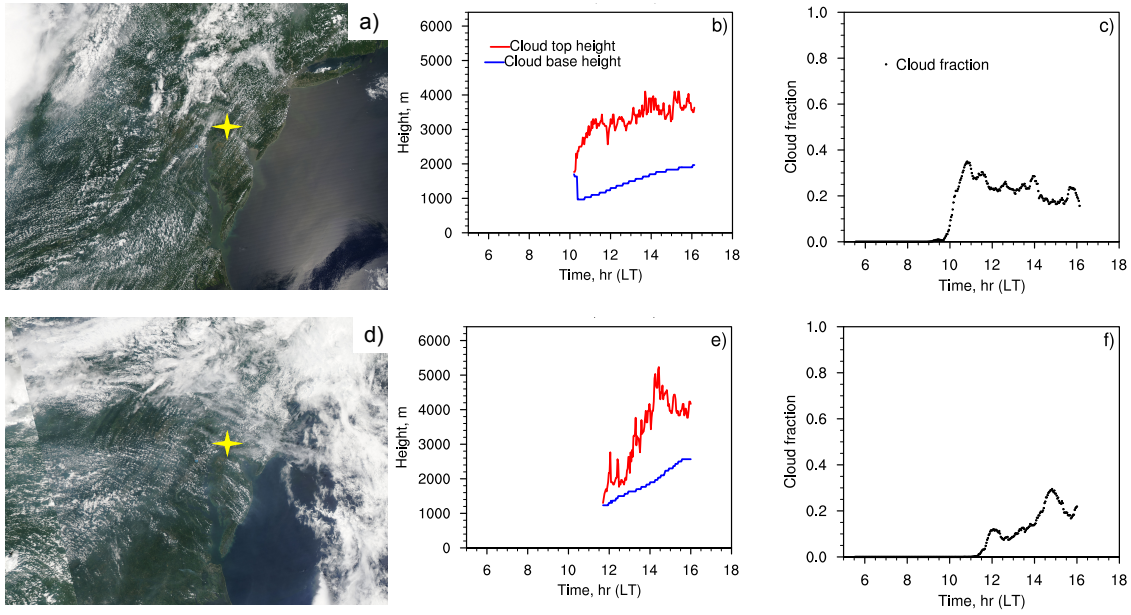 a)
b)
Cloud top height
Cloud base height
Height, m
6000
5000
4000
3000
2000
1000
0
6 8 10 12 14 16 18
Time, hr (LT)
c)
Cloud fraction
Cloud fraction
1.0
0.8
0.6
0.4
0.2
0.0
6 8 10 12 14 16 18
Time, hr (LT)
d)
e)
Height, m
6000
5000
4000
3000
2000
1000
0
6 8 10 12 14 16 18
Time, hr (LT)
f)
Cloud fraction
1.0
0.8
0.6
0.4
0.2
0.0
6 8 10 12 14 16 18
Time, hr (LT)